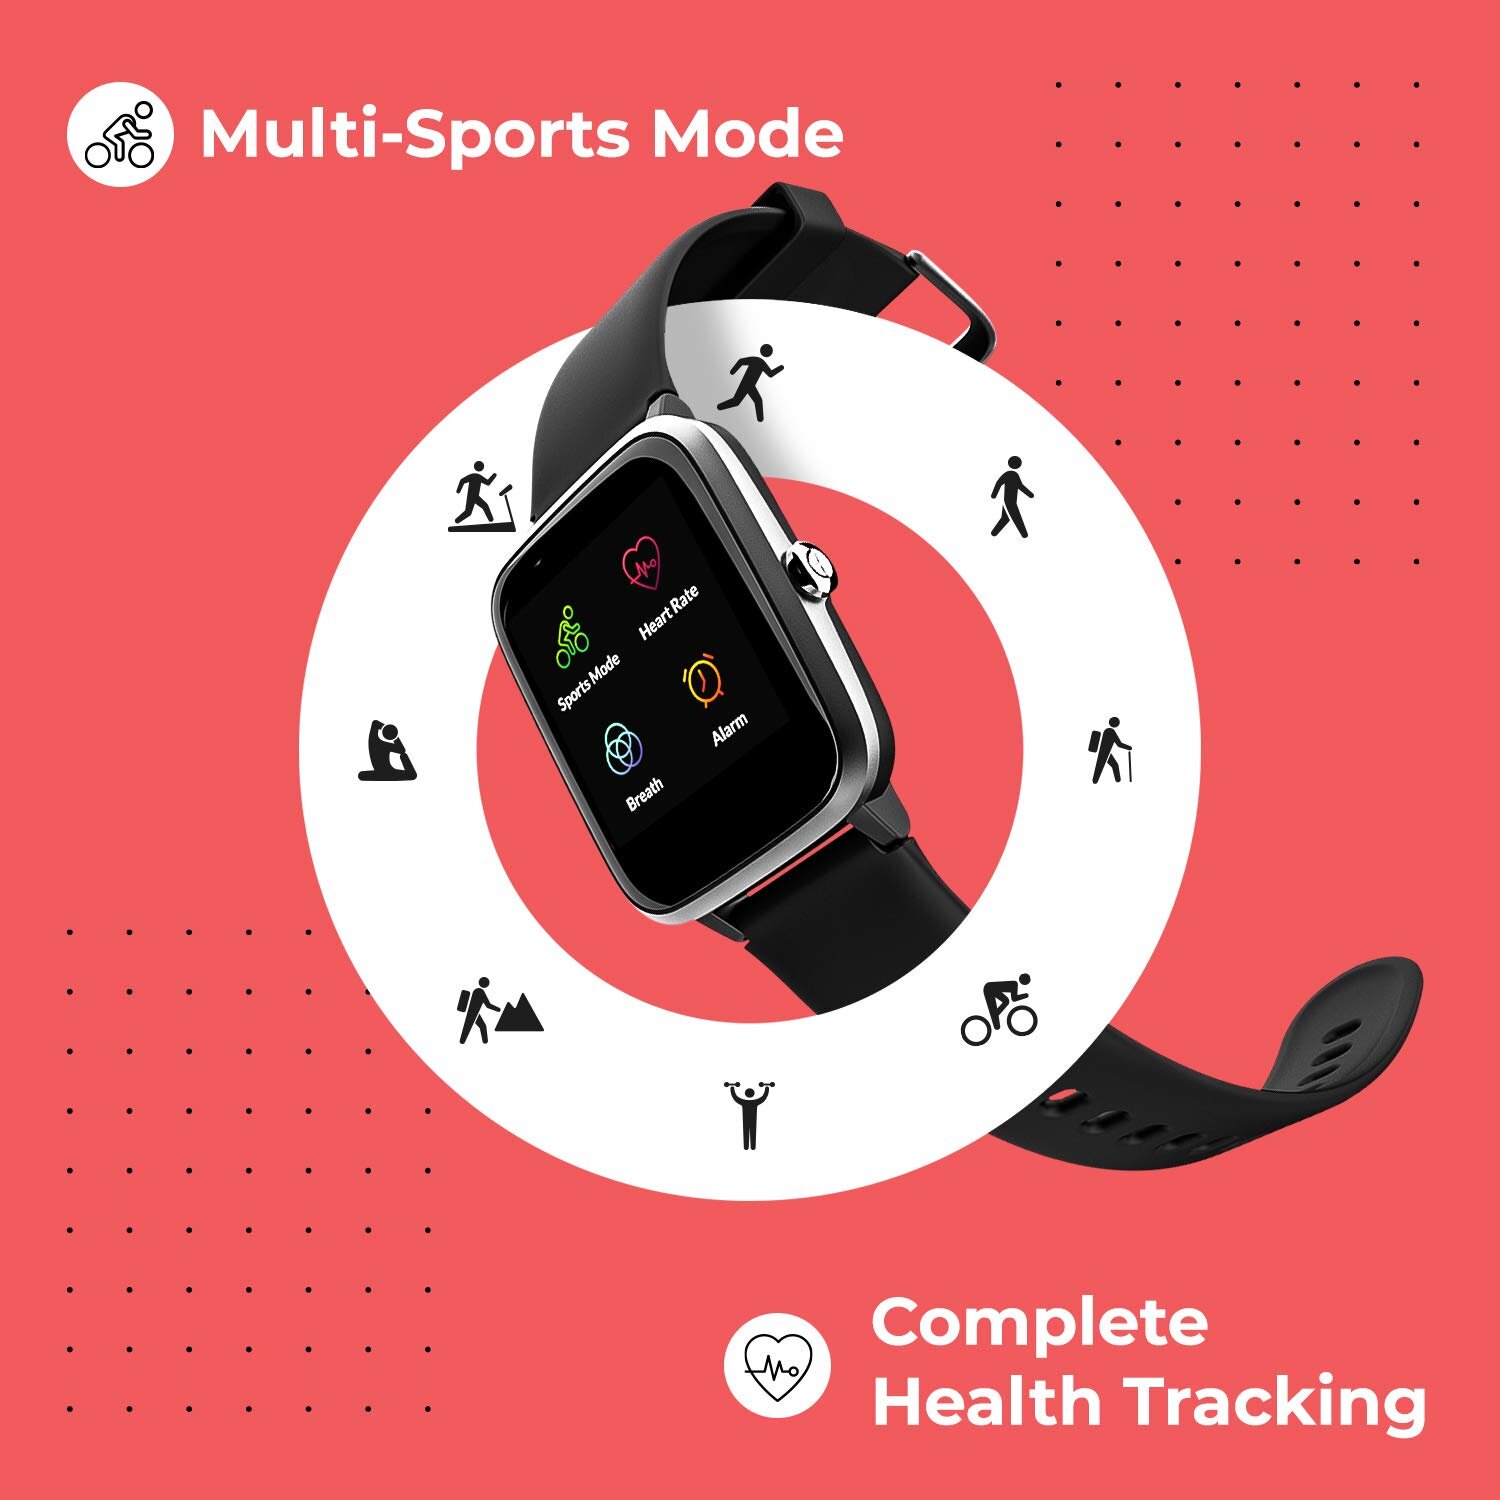 Multi-Sports Mode
Heart Rate
Sports Mode
Alarm
Breath
Complete
Health Tracking